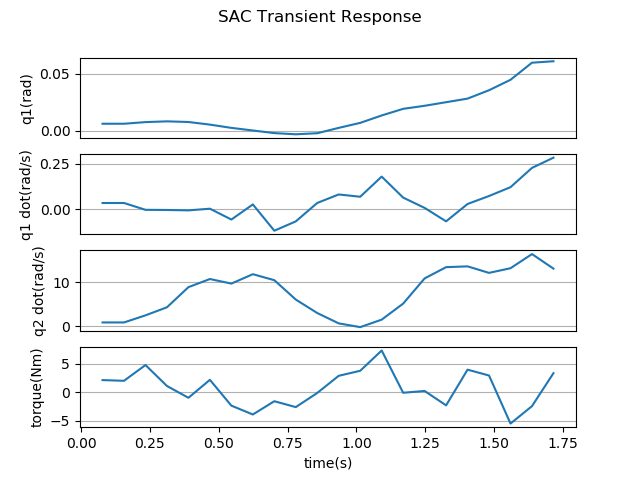 SAC Transient Response
q1(rad)
0.05
0.00
q1 dot(rad/s)
0.25
0.00
q2 dot(rad/s)
10
0
torque(Nm)
5
0
−5
0.00 0.25 0.50 0.75 1.00 1.25 1.50 1.75
time(s)